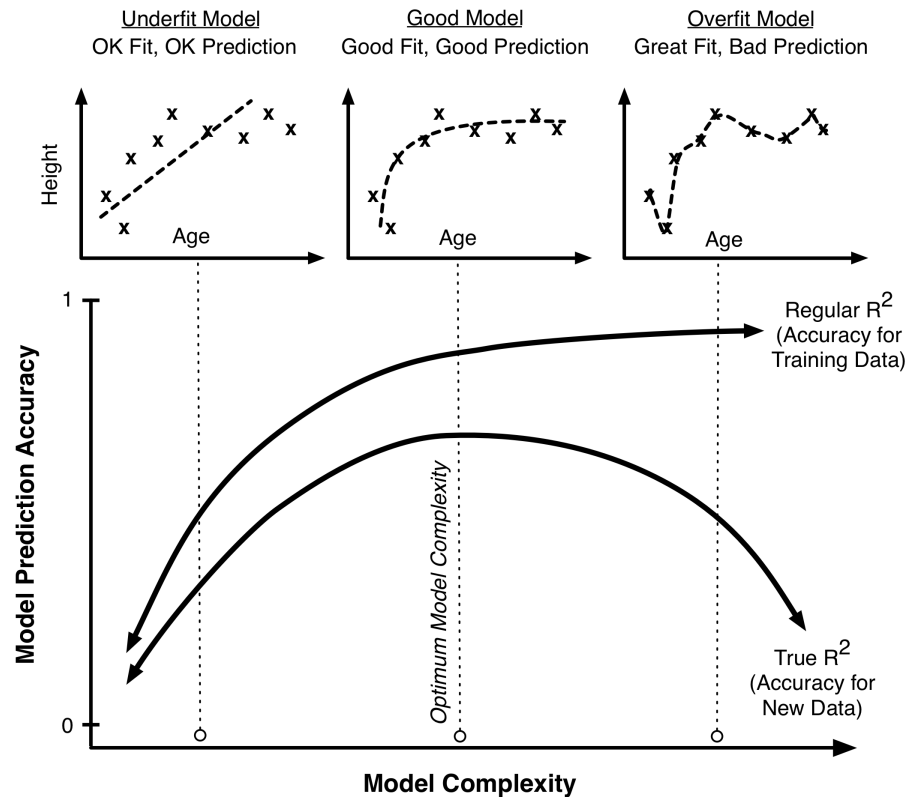 Underfit Model
OK Fit, OK Prediction
Good Model
Good Fit, Good Prediction
Overfit Model
Great Fit, Bad Prediction
Height
Age
Age
Age
1
Regular R²
(Accuracy for
Training Data)
Model Prediction Accuracy
Optimum Model Complexity
True R²
(Accuracy for
New Data)
0
Model Complexity